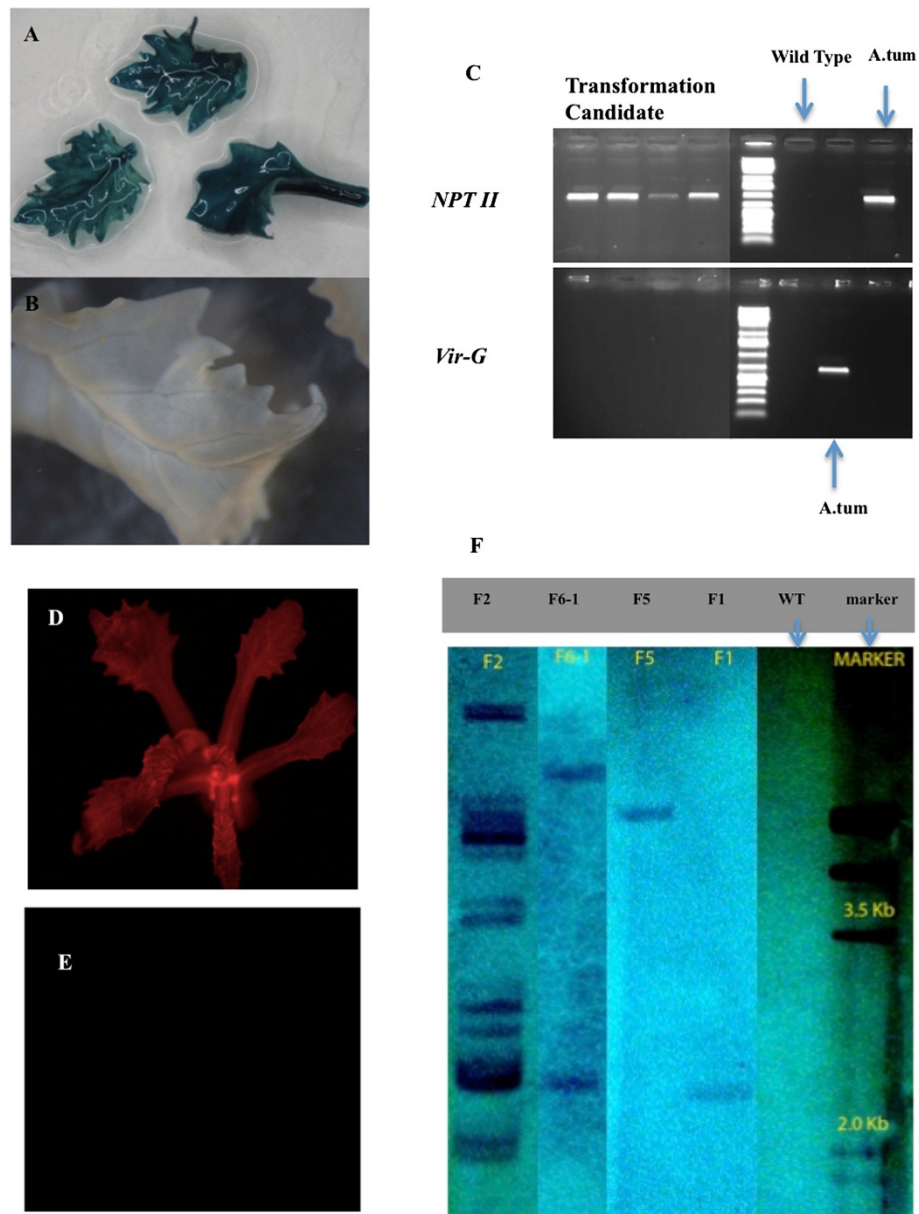 A
B
C
Transformation
Candidate
Wild Type
A.tum
NPT II
Vir-G
A.tum
D
E
F
F2 F6-1 F5 F1 WT marker
F2 F6-1 F5 F1 MARKER
3.5 Kb
2.0 Kb